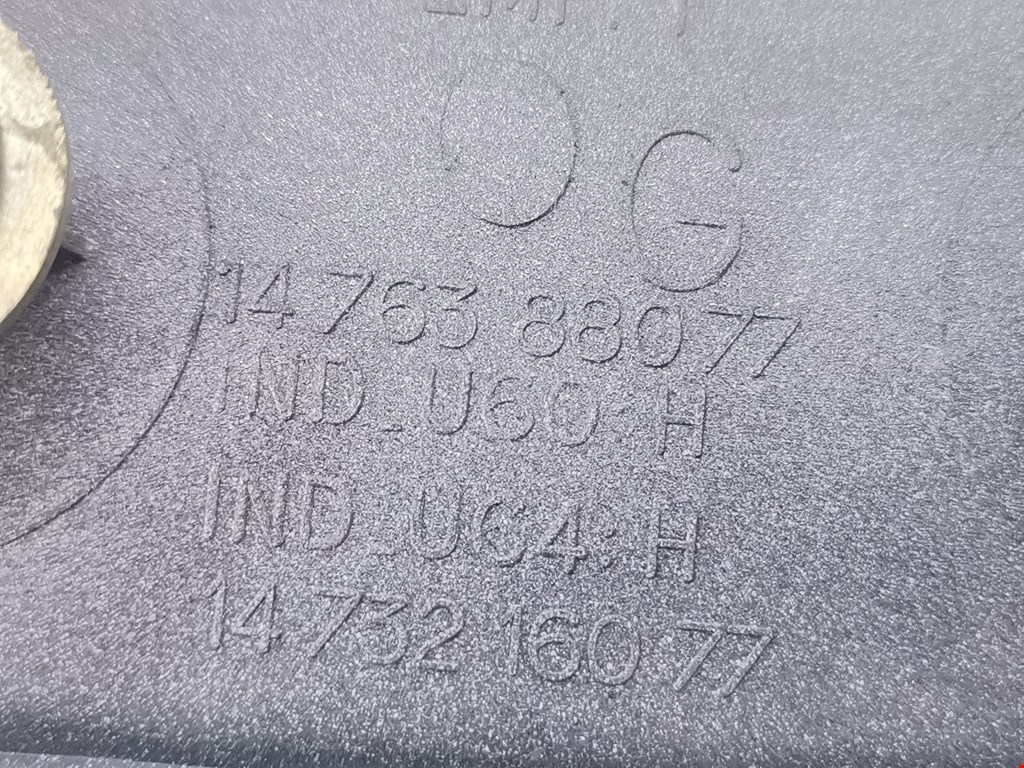 G
14 763 880 77
IND_U60: H
IND_U64: H
14 732 160 77